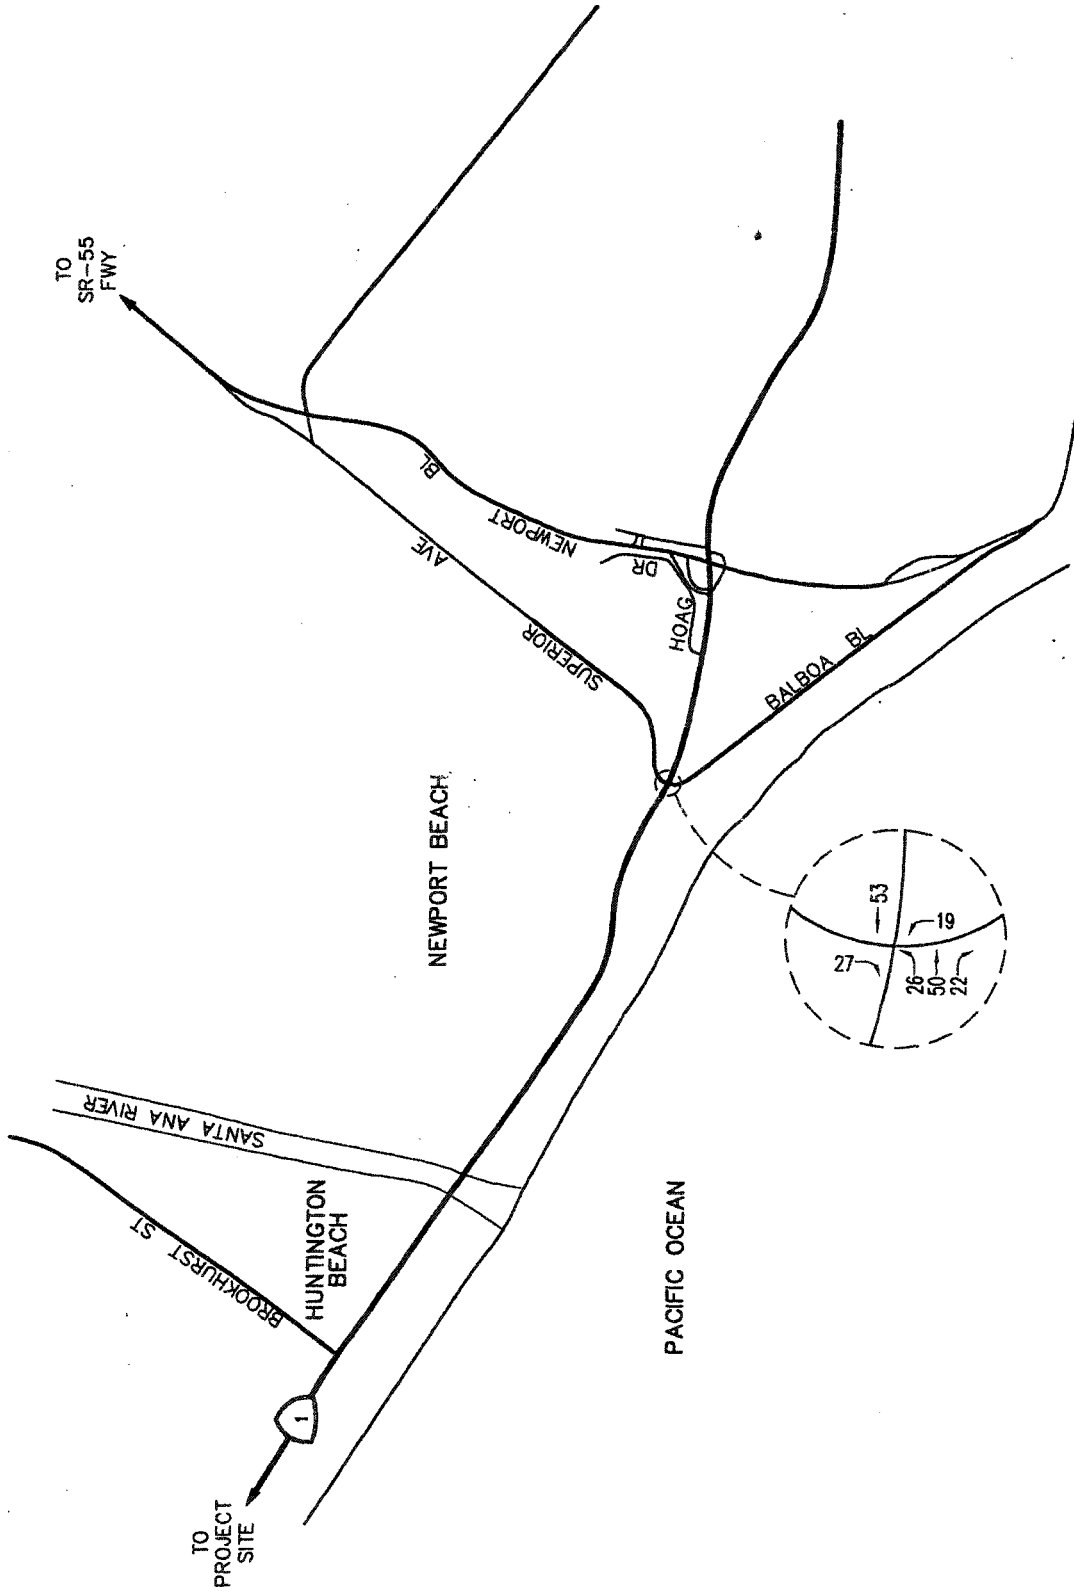 TO
SR-55
FWY
AVE
BL
SUPERIOR
NEWPORT
DR
HOAG
BALBOA BL
NEWPORT BEACH
53
19
27
26
50
22
SANTA ANA RIVER
BROOKHURST ST
HUNTINGTON
BEACH
PACIFIC OCEAN
1
TO
PROJECT
SITE